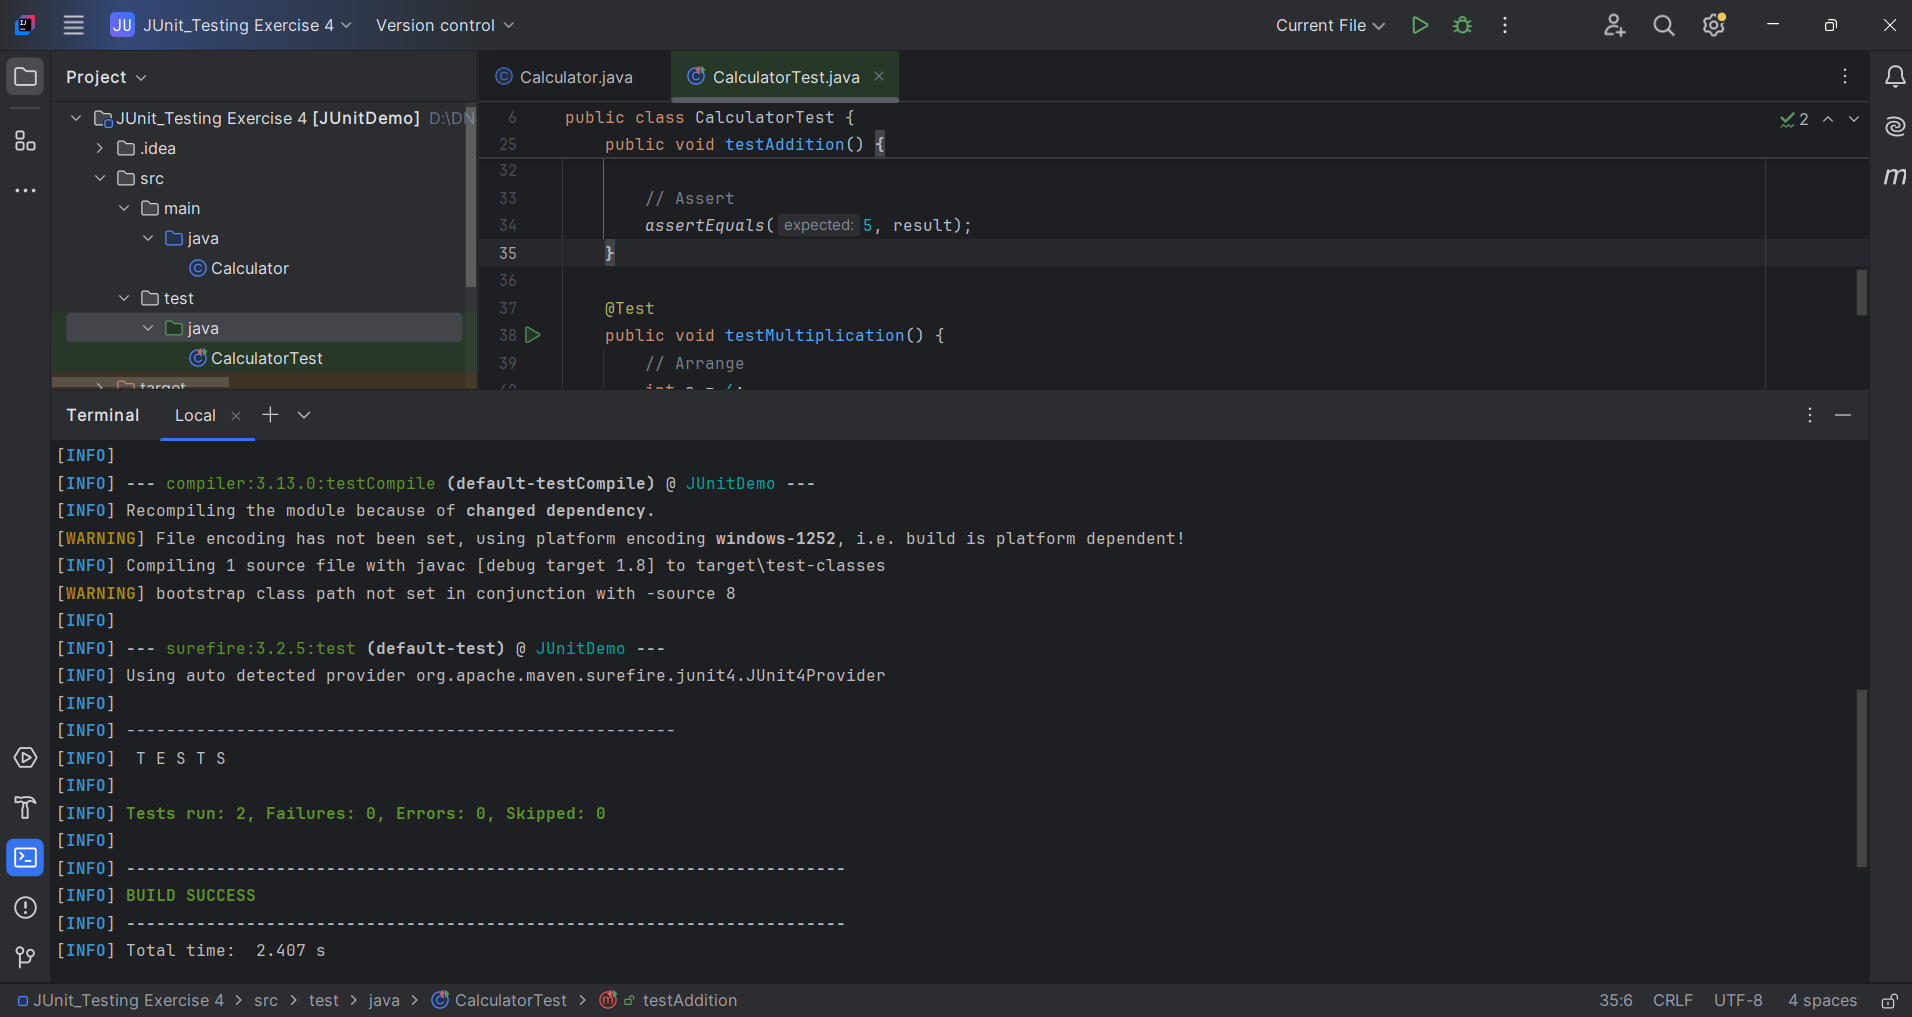 JU JUnit_Testing Exercise 4 Version control Current File
Project
Calculator.java CalculatorTest.java
JUnit_Testing Exercise 4 [JUnitDemo] D:\DN
.idea
src
main
java
Calculator
test
java
CalculatorTest
target
6 public class CalculatorTest {
25 public void testAddition() {
2
32
33 // Assert
34 assertEquals( expected: 5, result);
35 }
36
37 @Test
38 public void testMultiplication() {
39 // Arrange
Terminal Local
[INFO]
[INFO] --- compiler:3.13.0:testCompile (default-testCompile) @ JUnitDemo ---
[INFO] Recompiling the module because of changed dependency.
[WARNING] File encoding has not been set, using platform encoding windows-1252, i.e. build is platform dependent!
[INFO] Compiling 1 source file with javac [debug target 1.8] to target\test-classes
[WARNING] bootstrap class path not set in conjunction with -source 8
[INFO]
[INFO] --- surefire:3.2.5:test (default-test) @ JUnitDemo ---
[INFO] Using auto detected provider org.apache.maven.surefire.junit4.JUnit4Provider
[INFO]
[INFO] -------------------------------------------------------
[INFO]  T E S T S
[INFO]
[INFO] Tests run: 2, Failures: 0, Errors: 0, Skipped: 0
[INFO]
[INFO] ------------------------------------------------------------------------
[INFO] BUILD SUCCESS
[INFO] ------------------------------------------------------------------------
[INFO] Total time:  2.407 s
JUnit_Testing Exercise 4 > src > test > java > CalculatorTest > testAddition 35:6 CRLF UTF-8 4 spaces